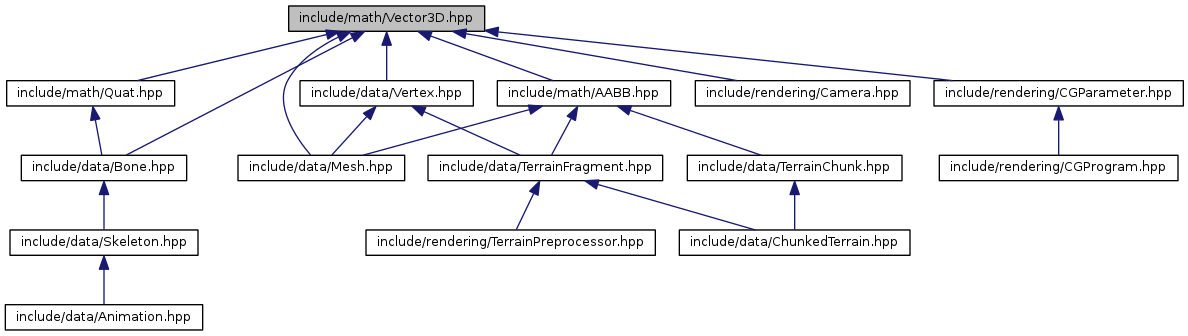 include/math/Vector3D.hpp
include/math/Quat.hpp
include/data/Vertex.hpp
include/math/AABB.hpp
include/rendering/Camera.hpp
include/rendering/CGParameter.hpp
include/data/Bone.hpp
include/data/Mesh.hpp
include/data/TerrainFragment.hpp
include/data/TerrainChunk.hpp
include/rendering/CGProgram.hpp
include/data/Skeleton.hpp
include/rendering/TerrainPreprocessor.hpp
include/data/ChunkedTerrain.hpp
include/data/Animation.hpp